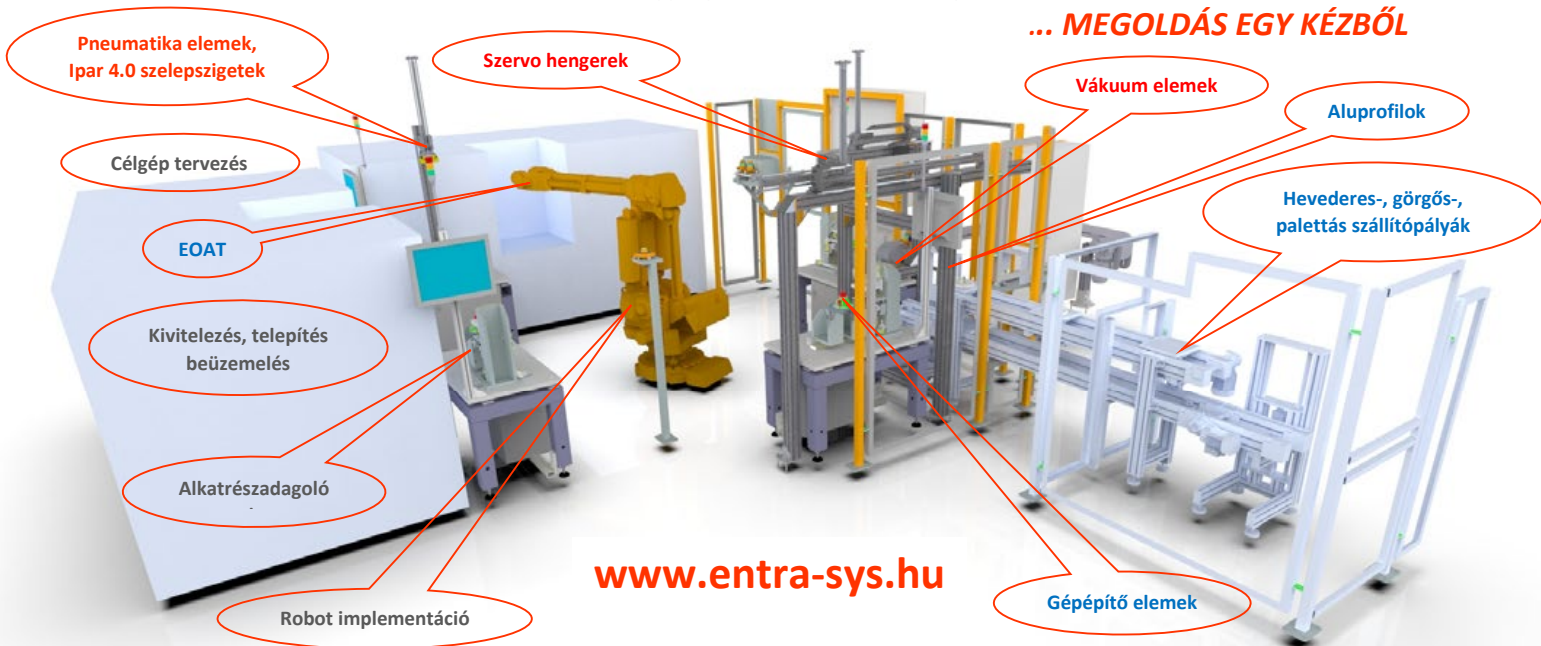 ... MEGOLDÁS EGY KÉZBŐL
Pneumatika elemek,
Ipar 4.0 szelepszigetek
Szervo hengerek
Vákuum elemek
Aluprofilok
Célgép tervezés
Hevederes-, görgős-,
palettás szállítópályák
EOAT
Kivitelezés, telepítés
beüzemelés
Alkatrészadagoló
www.entra-sys.hu
Robot implementáció
Gépépítő elemek